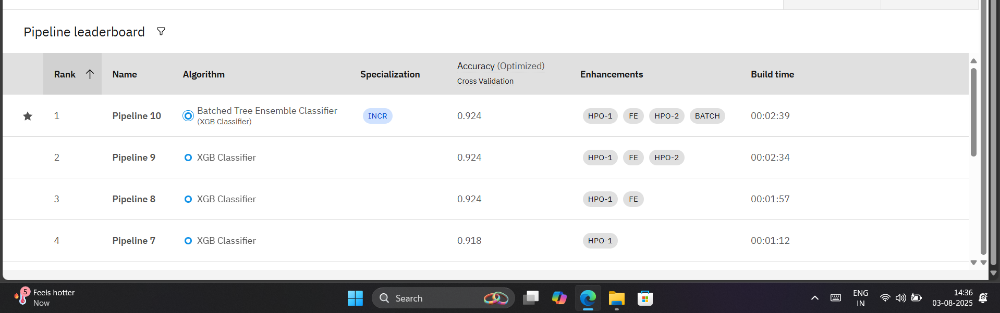 Pipeline leaderboard
Rank Name Algorithm Specialization Accuracy (Optimized) Cross Validation Enhancements Build time
1 Pipeline 10 Batched Tree Ensemble Classifier (XGB Classifier) INCR 0.924 HPO-1 FE HPO-2 BATCH 00:02:39
2 Pipeline 9 XGB Classifier 0.924 HPO-1 FE HPO-2 00:02:34
3 Pipeline 8 XGB Classifier 0.924 HPO-1 FE 00:01:57
4 Pipeline 7 XGB Classifier 0.918 HPO-1 00:01:12
5 Feels hotter
Now
Search
ENG
IN
14:36
03-08-2025